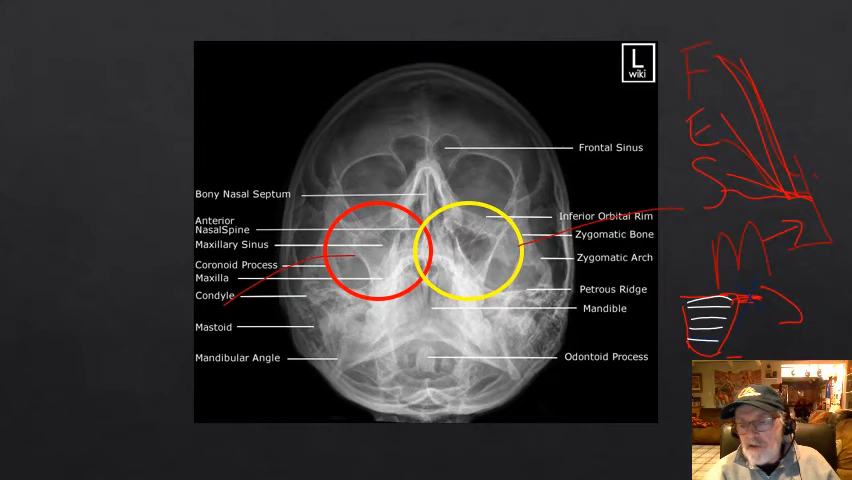 L
wiki
Frontal Sinus
Bony Nasal Septum
Anterior
NasalSpine
Maxillary Sinus
Coronoid Process
Maxilla
Condyle
Mastoid
Mandibular Angle
Inferior Orbital Rim
Zygomatic Bone
Zygomatic Arch
Petrous Ridge
Mandible
Odontoid Process
F
E
S
M